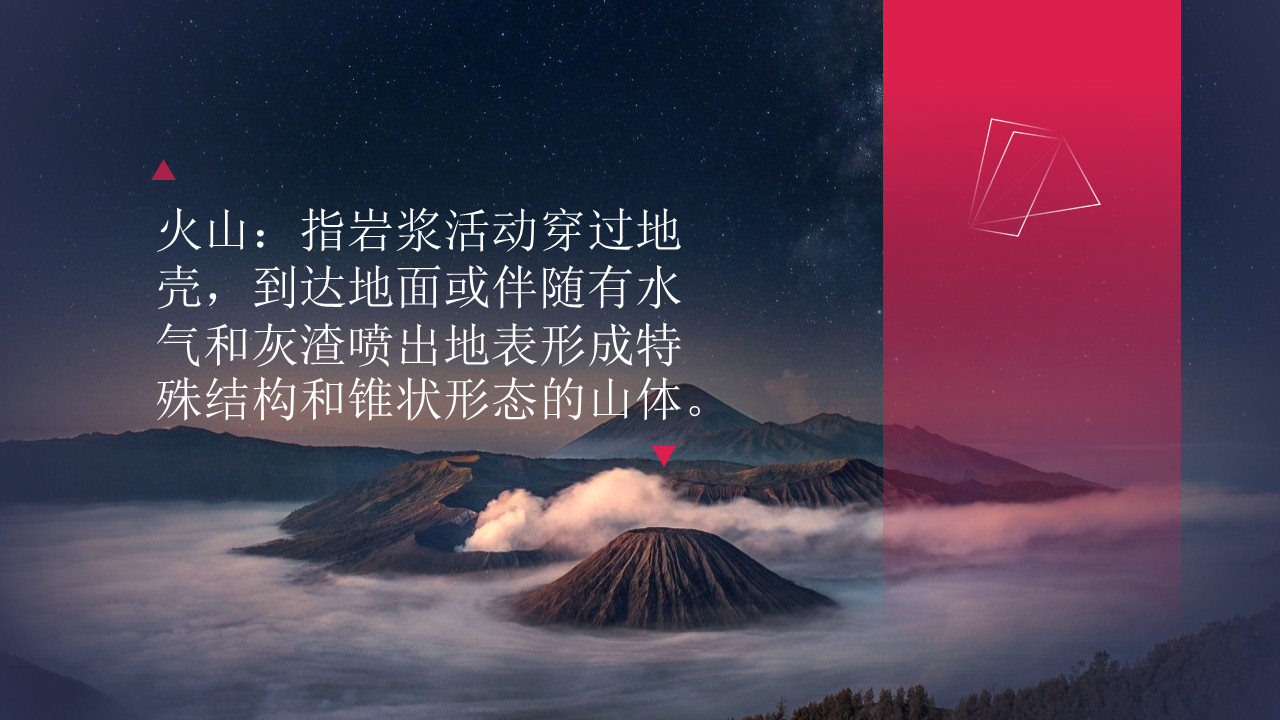 火山：指岩浆活动穿过地
壳，到达地面或伴随有水
气和灰渣喷出地表形成特
殊结构和锥状形态的山体。